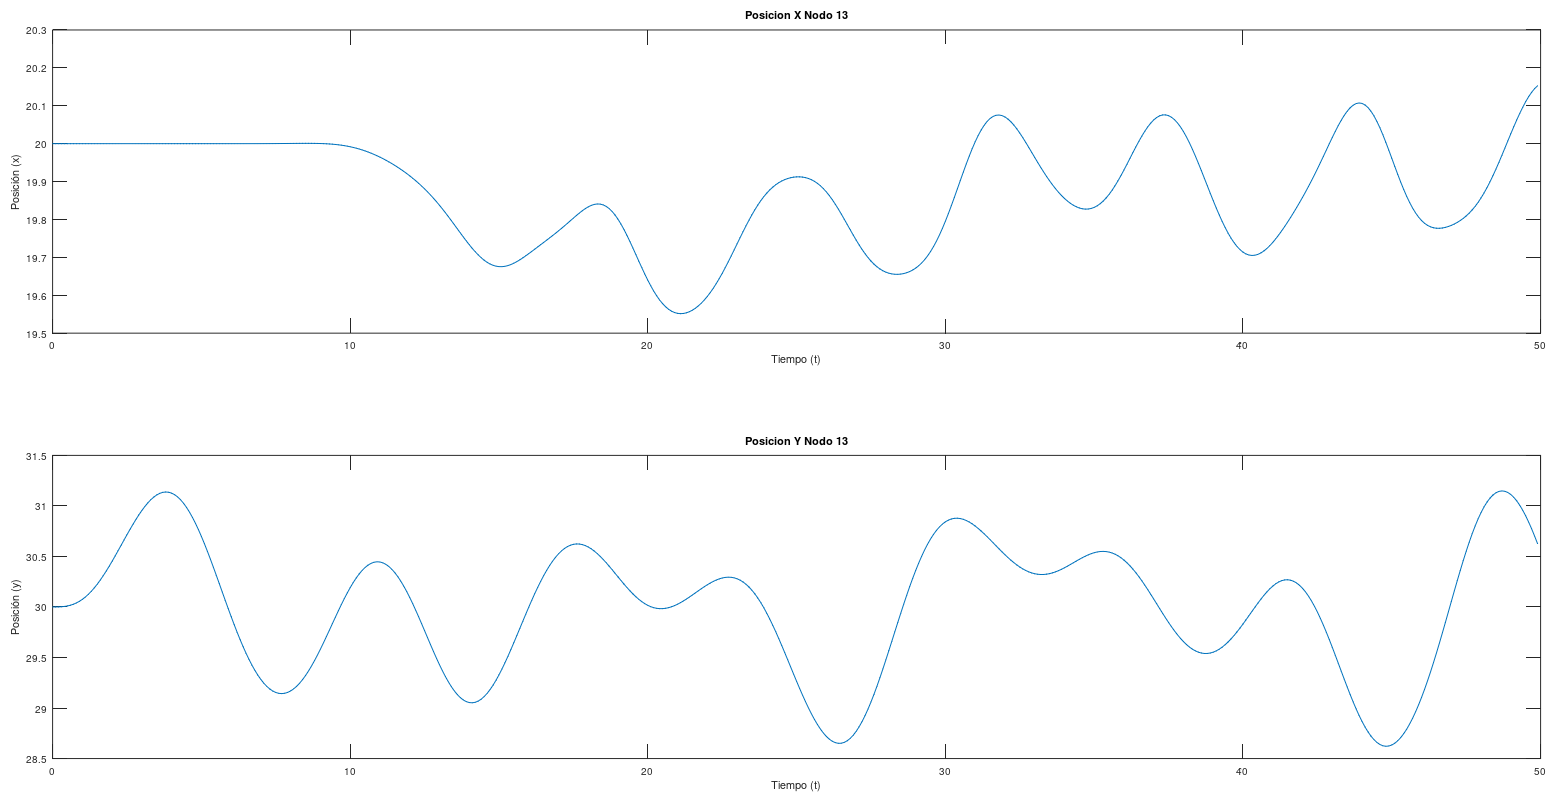 Posicion X Nodo 13
20.3
20.2
20.1
20
19.9
19.8
19.7
19.6
19.5
Posición (x)
0 10 20 30 40 50
Tiempo (t)
Posicion Y Nodo 13
31.5
31
30.5
30
29.5
29
28.5
Posición (y)
0 10 20 30 40 50
Tiempo (t)